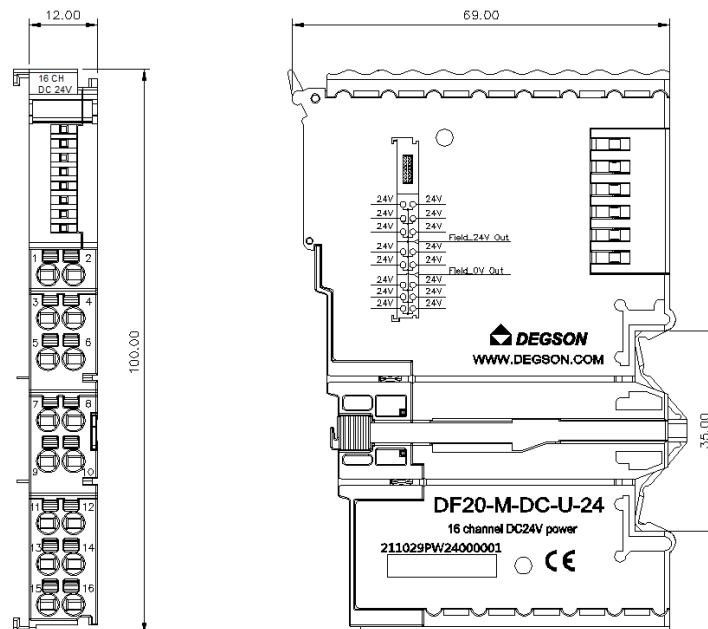 12.00
69.00
16 CH
DC 24V
1 2
3 4
5 6
7 8
9 10
11 12
13 14
15 16
100.00
24V 24V
24V 24V
24V 24V
Field_24V Out
24V 24V
24V 24V
Field_0V Out
24V 24V
24V 24V
24V 24V
DEGSON
WWW.DEGSON.COM
35.00
DF20-M-DC-U-24
16 channel DC24V power
211029PW24000001
CE